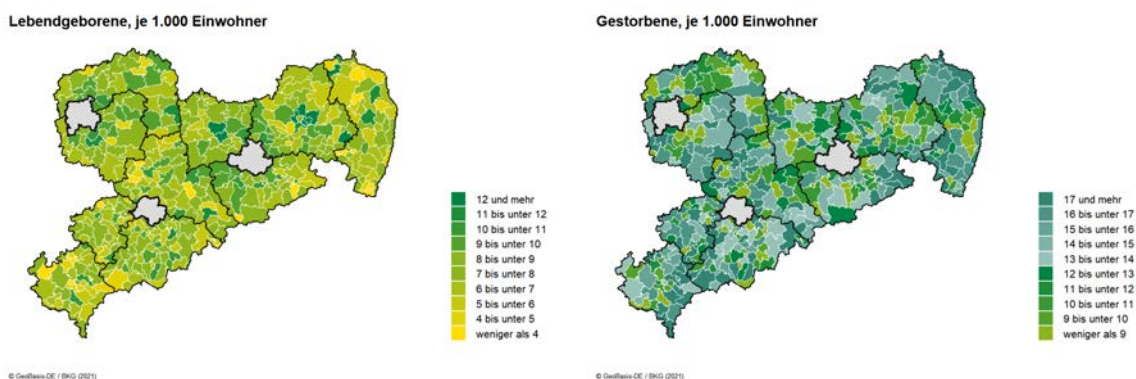 Lebendgeborene, je 1.000 Einwohner
12 und mehr
11 bis unter 12
10 bis unter 11
9 bis unter 10
8 bis unter 9
7 bis unter 8
6 bis unter 7
5 bis unter 6
4 bis unter 5
weniger als 4
© GeoBasis-DE / BKG (2021)
Gestorbene, je 1.000 Einwohner
17 und mehr
16 bis unter 17
15 bis unter 16
14 bis unter 15
13 bis unter 14
12 bis unter 13
11 bis unter 12
10 bis unter 11
9 bis unter 10
weniger als 9
© GeoBasis-DE / BKG (2021)